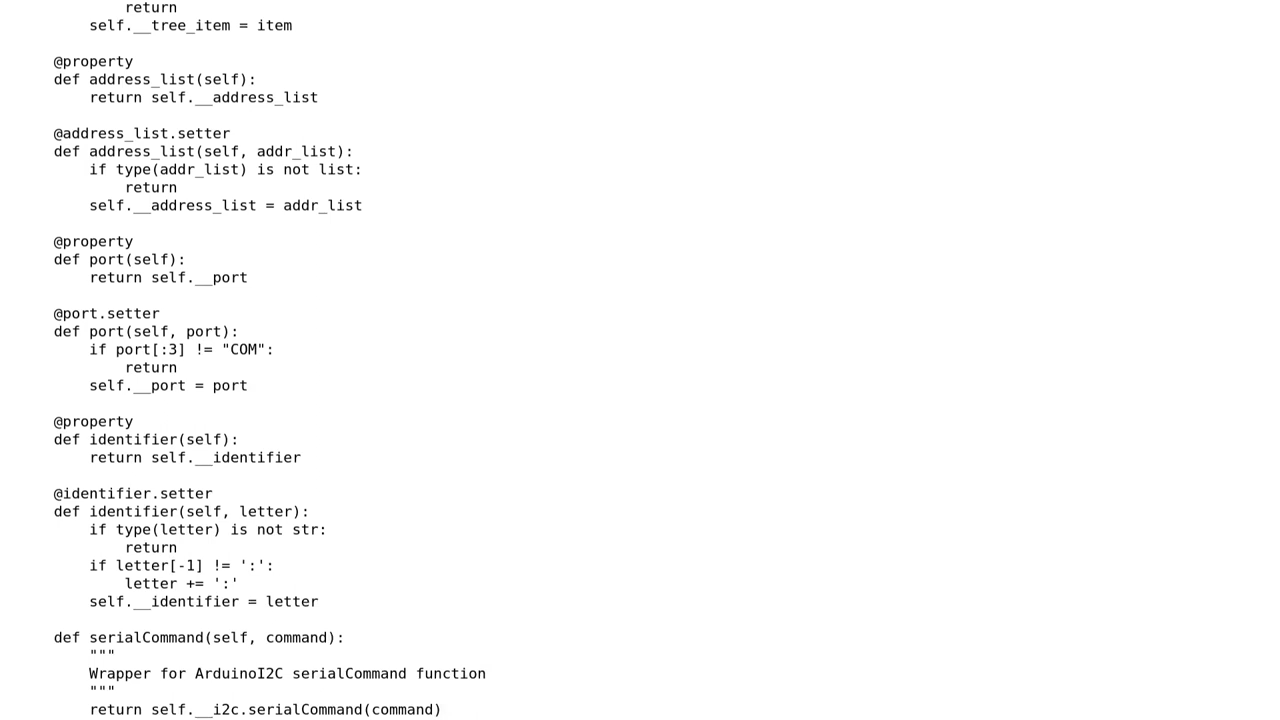 return
        self.__tree_item = item

    @property
    def address_list(self):
        return self.__address_list

    @address_list.setter
    def address_list(self, addr_list):
        if type(addr_list) is not list:
            return
        self.__address_list = addr_list

    @property
    def port(self):
        return self.__port

    @port.setter
    def port(self, port):
        if port[:3] != "COM":
            return
        self.__port = port

    @property
    def identifier(self):
        return self.__identifier

    @identifier.setter
    def identifier(self, letter):
        if type(letter) is not str:
            return
        if letter[-1] != ':':
            letter += ':'
        self.__identifier = letter

    def serialCommand(self, command):
        """
        Wrapper for ArduinoI2C serialCommand function
        """
        return self.__i2c.serialCommand(command)